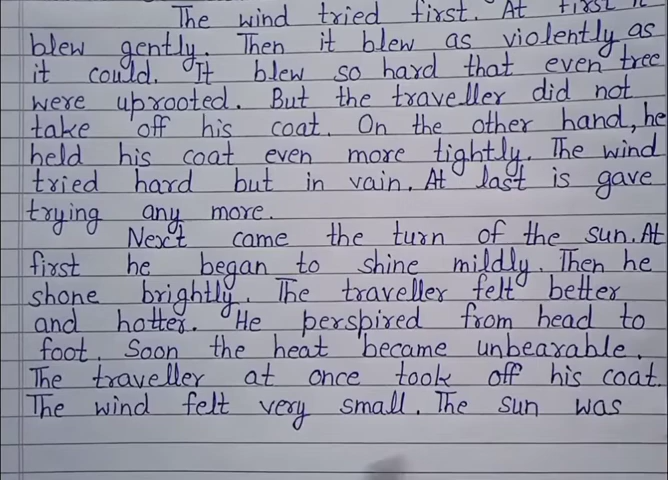 The wind tried first. At first it
blew gently. Then it blew as violently as
it could. It blew so hard that even tree
were uprooted. But the traveller did not
take off his coat. On the other hand, he
held his coat even more tightly. The wind
tried hard but in vain. At last is gave
trying any more.
Next came the turn of the sun. At
first he began to shine mildly. Then he
shone brightly. The traveller felt better
and hotter. He perspired from head to
foot. Soon the heat became unbearable.
The traveller at once took off his coat.
The wind felt very small. The sun was